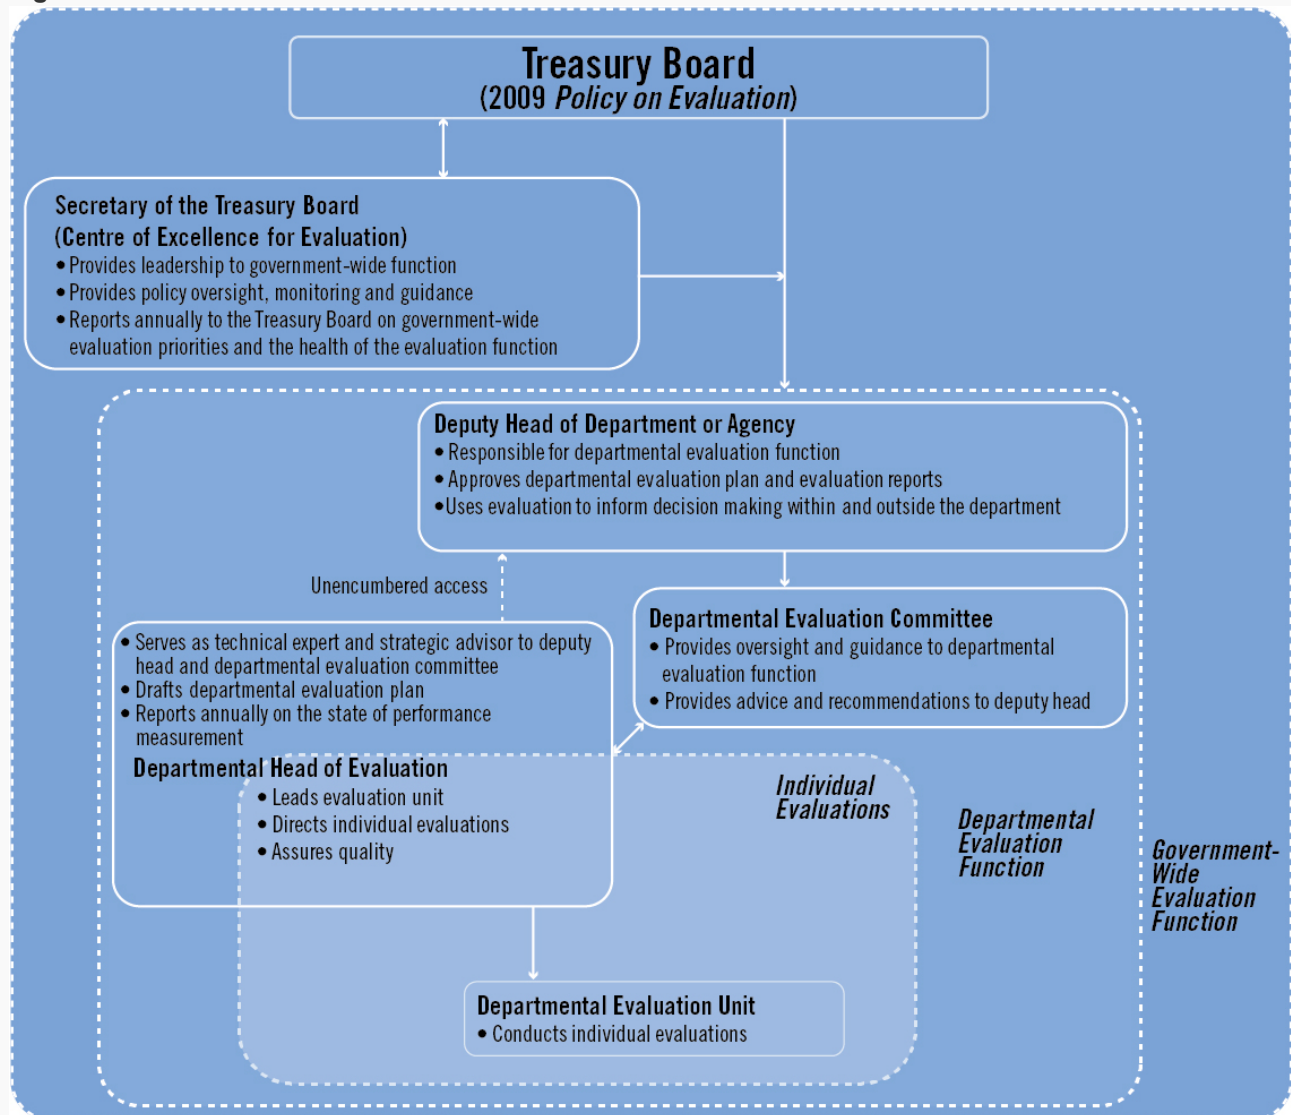 Treasury Board
(2009 Policy on Evaluation)
Secretary of the Treasury Board
(Centre of Excellence for Evaluation)
• Provides leadership to government-wide function
• Provides policy oversight, monitoring and guidance
• Reports annually to the Treasury Board on government-wide
evaluation priorities and the health of the evaluation function
Deputy Head of Department or Agency
• Responsible for departmental evaluation function
• Approves departmental evaluation plan and evaluation reports
• Uses evaluation to inform decision making within and outside the department
Unencumbered access
Departmental Evaluation Committee
• Provides oversight and guidance to departmental
evaluation function
• Provides advice and recommendations to deputy head
• Serves as technical expert and strategic advisor to deputy
head and departmental evaluation committee
• Drafts departmental evaluation plan
• Reports annually on the state of performance
measurement
Departmental Head of Evaluation
• Leads evaluation unit
• Directs individual evaluations
• Assures quality
Individual
Evaluations
Departmental
Evaluation
Function
Government-
Wide
Evaluation
Function
Departmental Evaluation Unit
• Conducts individual evaluations